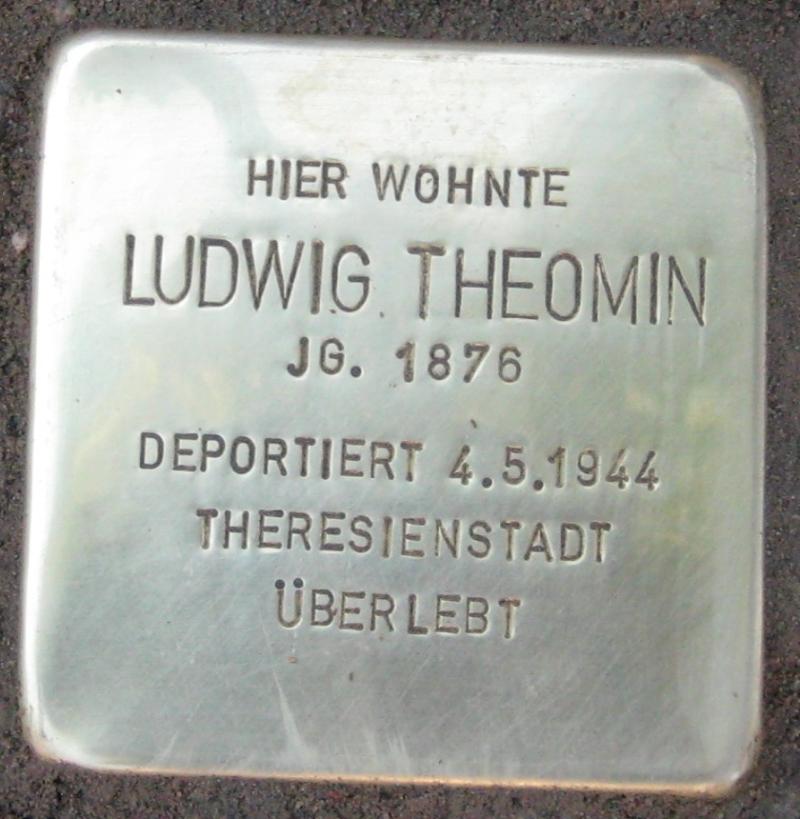 HIER WOHNTE
LUDWIG THEOMIN
JG. 1876
DEPORTIERT 4.5.1944
THERESIENSTADT
ÜBERLEBT